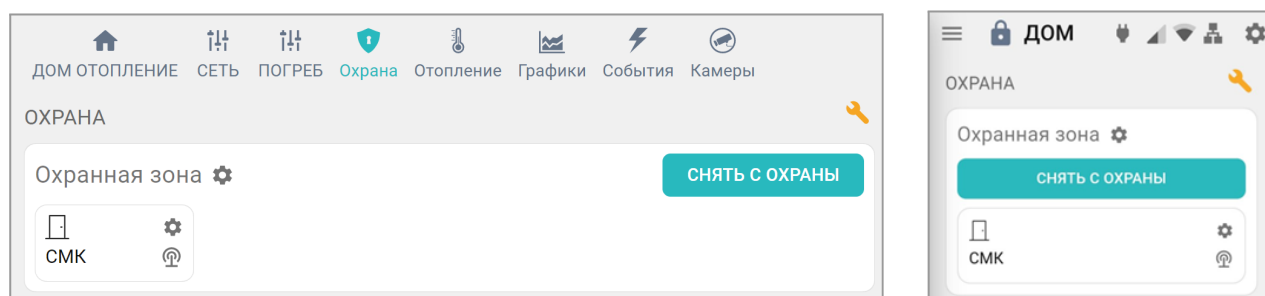 ДОМ ОТОПЛЕНИЕ СЕТЬ ПОГРЕБ Охрана Отопление Графики События Камеры
ОХРАНА
Охранная зона СНЯТЬ С ОХРАНЫ
СМК
ДОМ
ОХРАНА
Охранная зона
СНЯТЬ С ОХРАНЫ
СМК